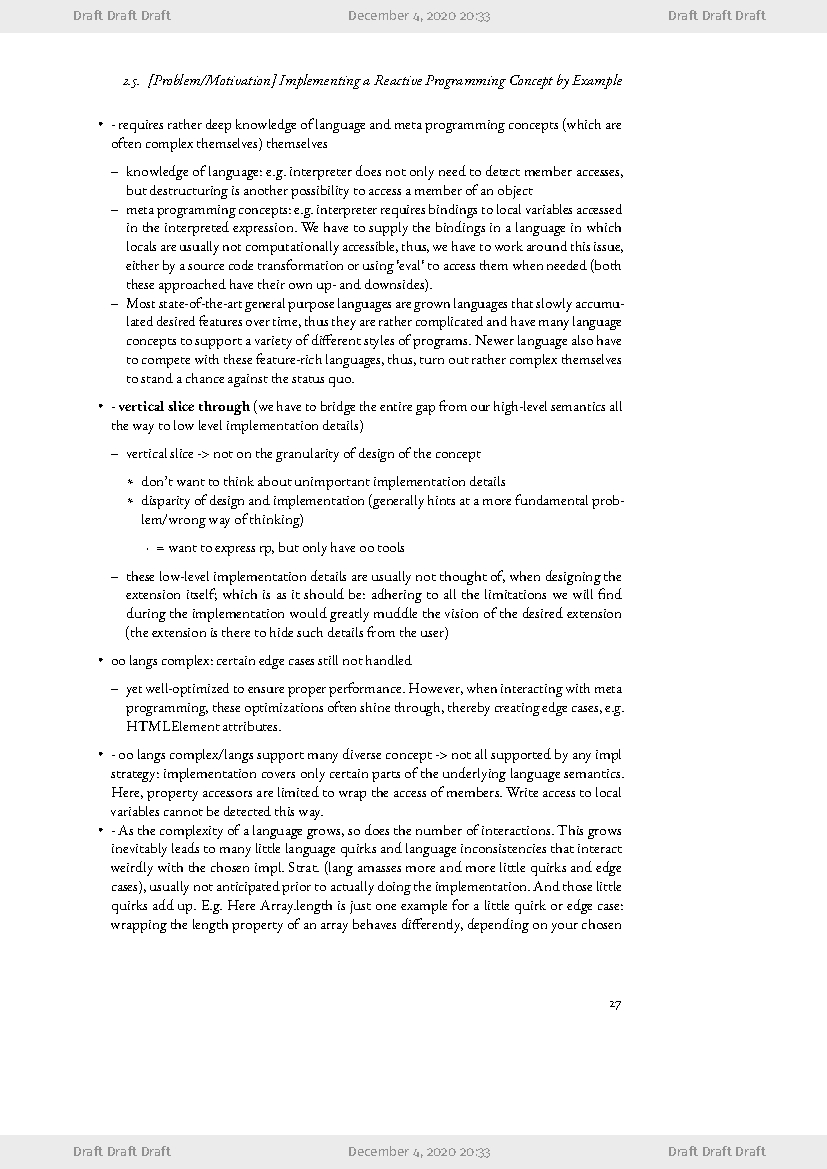 Draft Draft Draft December 4, 2020 20:33 Draft Draft Draft
2.5. [Problem/Motivation] Implementing a Reactive Programming Concept by Example
• - requires rather deep knowledge of language and meta programming concepts (which are
often complex themselves) themselves
– knowledge of language: e.g. interpreter does not only need to detect member accesses,
but destructuring is another possibility to access a member of an object
– meta programming concepts: e.g. interpreter requires bindings to local variables accessed
in the interpreted expression. We have to supply the bindings in a language in which
locals are usually not computationally accessible, thus, we have to work around this issue,
either by a source code transformation or using 'eval' to access them when needed (both
these approached have their own up- and downsides).
– Most state-of-the-art general purpose languages are grown languages that slowly accumu-
lated desired features over time, thus they are rather complicated and have many language
concepts to support a variety of different styles of programs. Newer language also have
to compete with these feature-rich languages, thus, turn out rather complex themselves
to stand a chance against the status quo.
• - vertical slice through (we have to bridge the entire gap from our high-level semantics all
the way to low level implementation details)
– vertical slice -> not on the granularity of design of the concept
* don't want to think about unimportant implementation details
* disparity of design and implementation (generally hints at a more fundamental prob-
lem/wrong way of thinking)
· = want to express rp, but only have oo tools
– these low-level implementation details are usually not thought of, when designing the
extension itself; which is as it should be: adhering to all the limitations we will find
during the implementation would greatly muddle the vision of the desired extension
(the extension is there to hide such details from the user)
• oo langs complex: certain edge cases still not handled
– yet well-optimized to ensure proper performance. However, when interacting with meta
programming, these optimizations often shine through, thereby creating edge cases, e.g.
HTMLElement attributes.
• - oo langs complex/langs support many diverse concept -> not all supported by any impl
strategy: implementation covers only certain parts of the underlying language semantics.
Here, property accessors are limited to wrap the access of members. Write access to local
variables cannot be detected this way.
• - As the complexity of a language grows, so does the number of interactions. This grows
inevitably leads to many little language quirks and language inconsistencies that interact
weirdly with the chosen impl. Strat. (lang amasses more and more little quirks and edge
cases), usually not anticipated prior to actually doing the implementation. And those little
quirks add up. E.g. Here Array.length is just one example for a little quirk or edge case:
wrapping the length property of an array behaves differently, depending on your chosen
27
Draft Draft Draft December 4, 2020 20:33 Draft Draft Draft